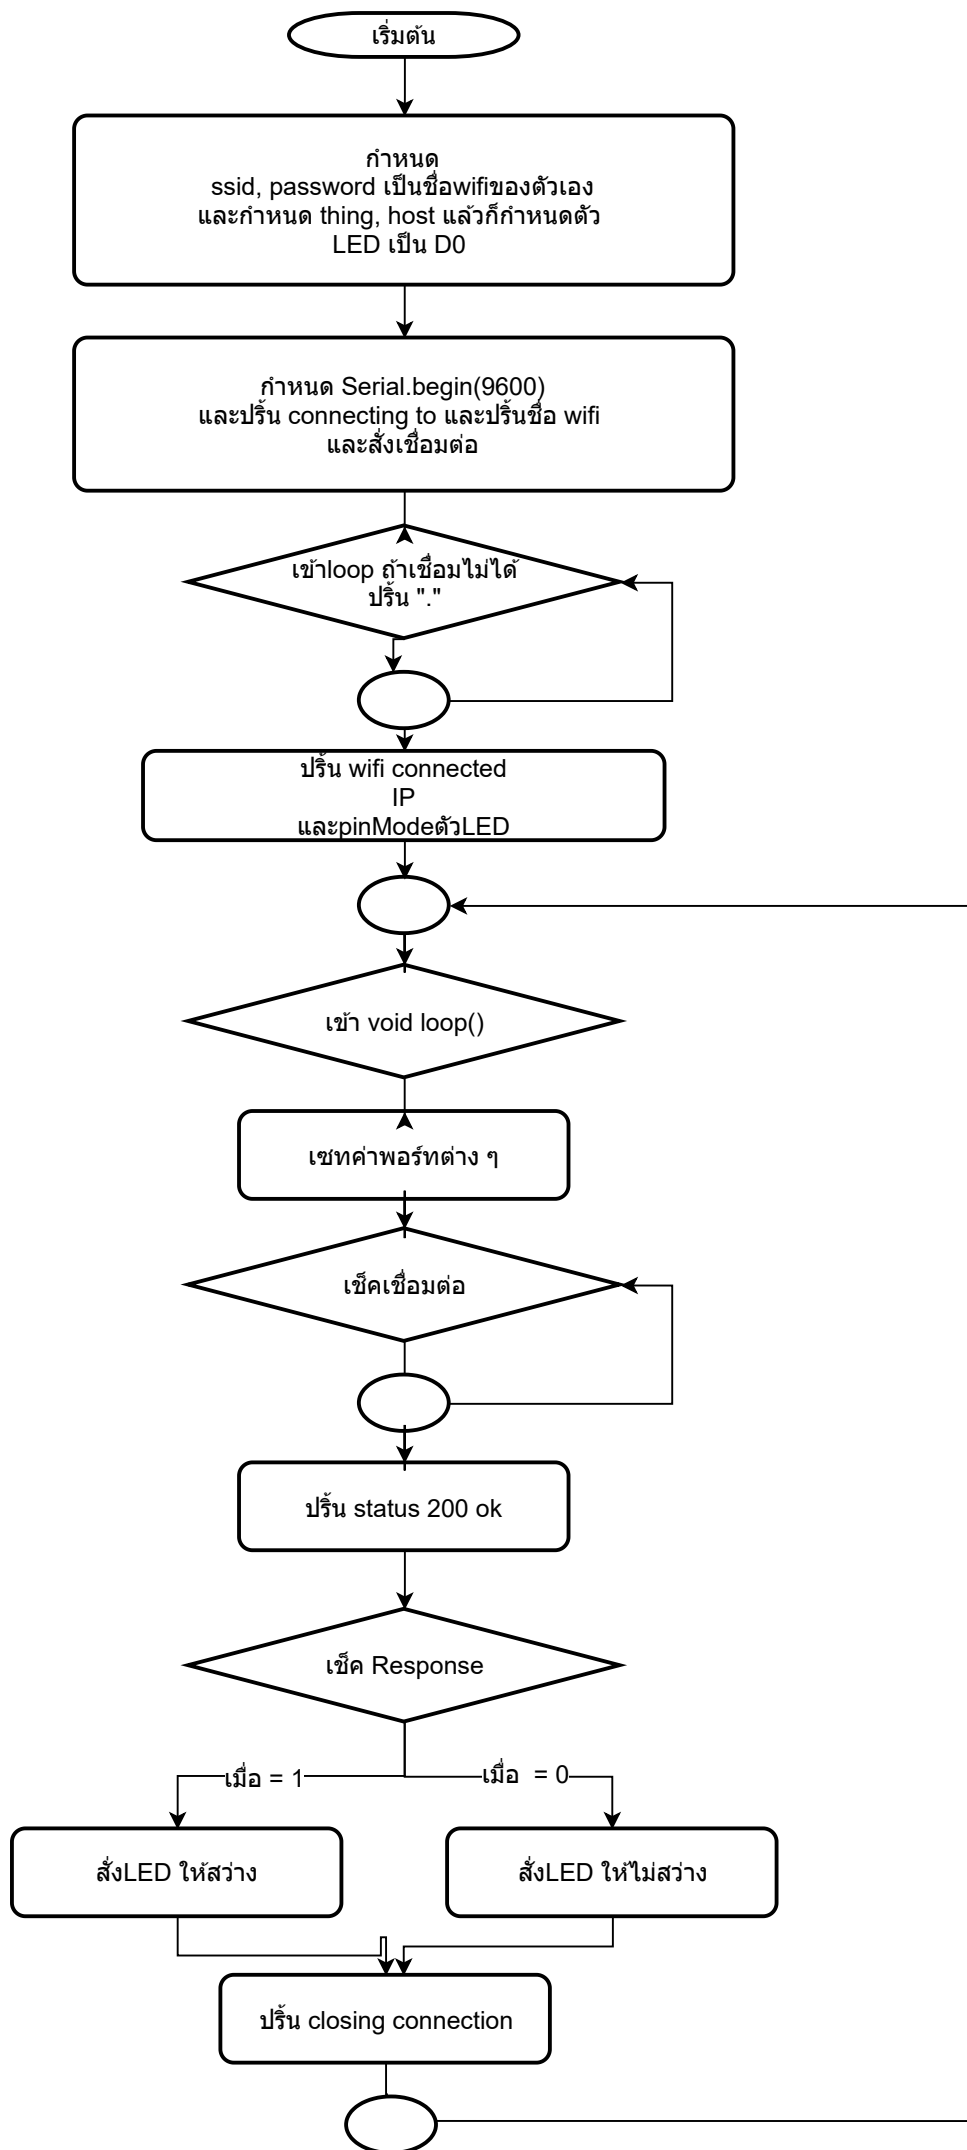 เริ่มต้น
กำหนด
ssid, password เป็นชื่อwifiของตัวเอง
และกำหนด thing, host แล้วก็กำหนดตัว
LED เป็น D0
กำหนด Serial.begin(9600)
และปริ้น connecting to และปริ้นชื่อ wifi
และสั่งเชื่อมต่อ
เข้าloop ถ้าเชื่อมไม่ได้
ปริ้น "."
ปริ้น wifi connected
IP
และpinModeตัวLED
เข้า void loop()
เซทค่าพอร์ทต่าง ๆ
เช็คเชื่อมต่อ
ปริ้น status 200 ok
เช็ค Response
เมื่อ = 1
เมื่อ = 0
สั่งLED ให้สว่าง
สั่งLED ให้ไม่สว่าง
ปริ้น closing connection